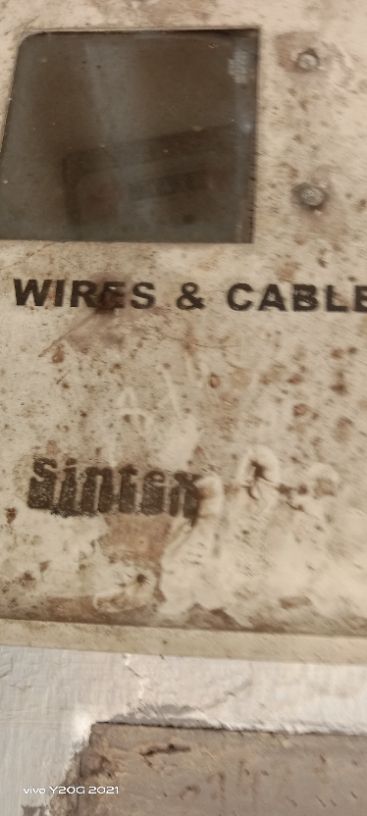 WIRES & CABLE
Sintex
vivo Y20G 2021